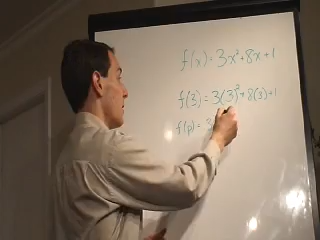 f(x) = 3x²+8x+1
f(3) = 3(3)²+8(3)+1
f(p) = 3